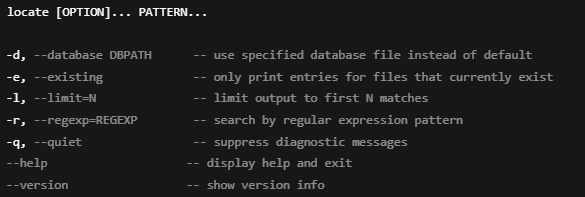 locate [OPTION]... PATTERN...
-d, --database DBPATH -- use specified database file instead of default
-e, --existing -- only print entries for files that currently exist
-l, --limit=N -- limit output to first N matches
-r, --regexp=REGEXP -- search by regular expression pattern
-q, --quiet -- suppress diagnostic messages
--help -- display help and exit
--version -- show version info